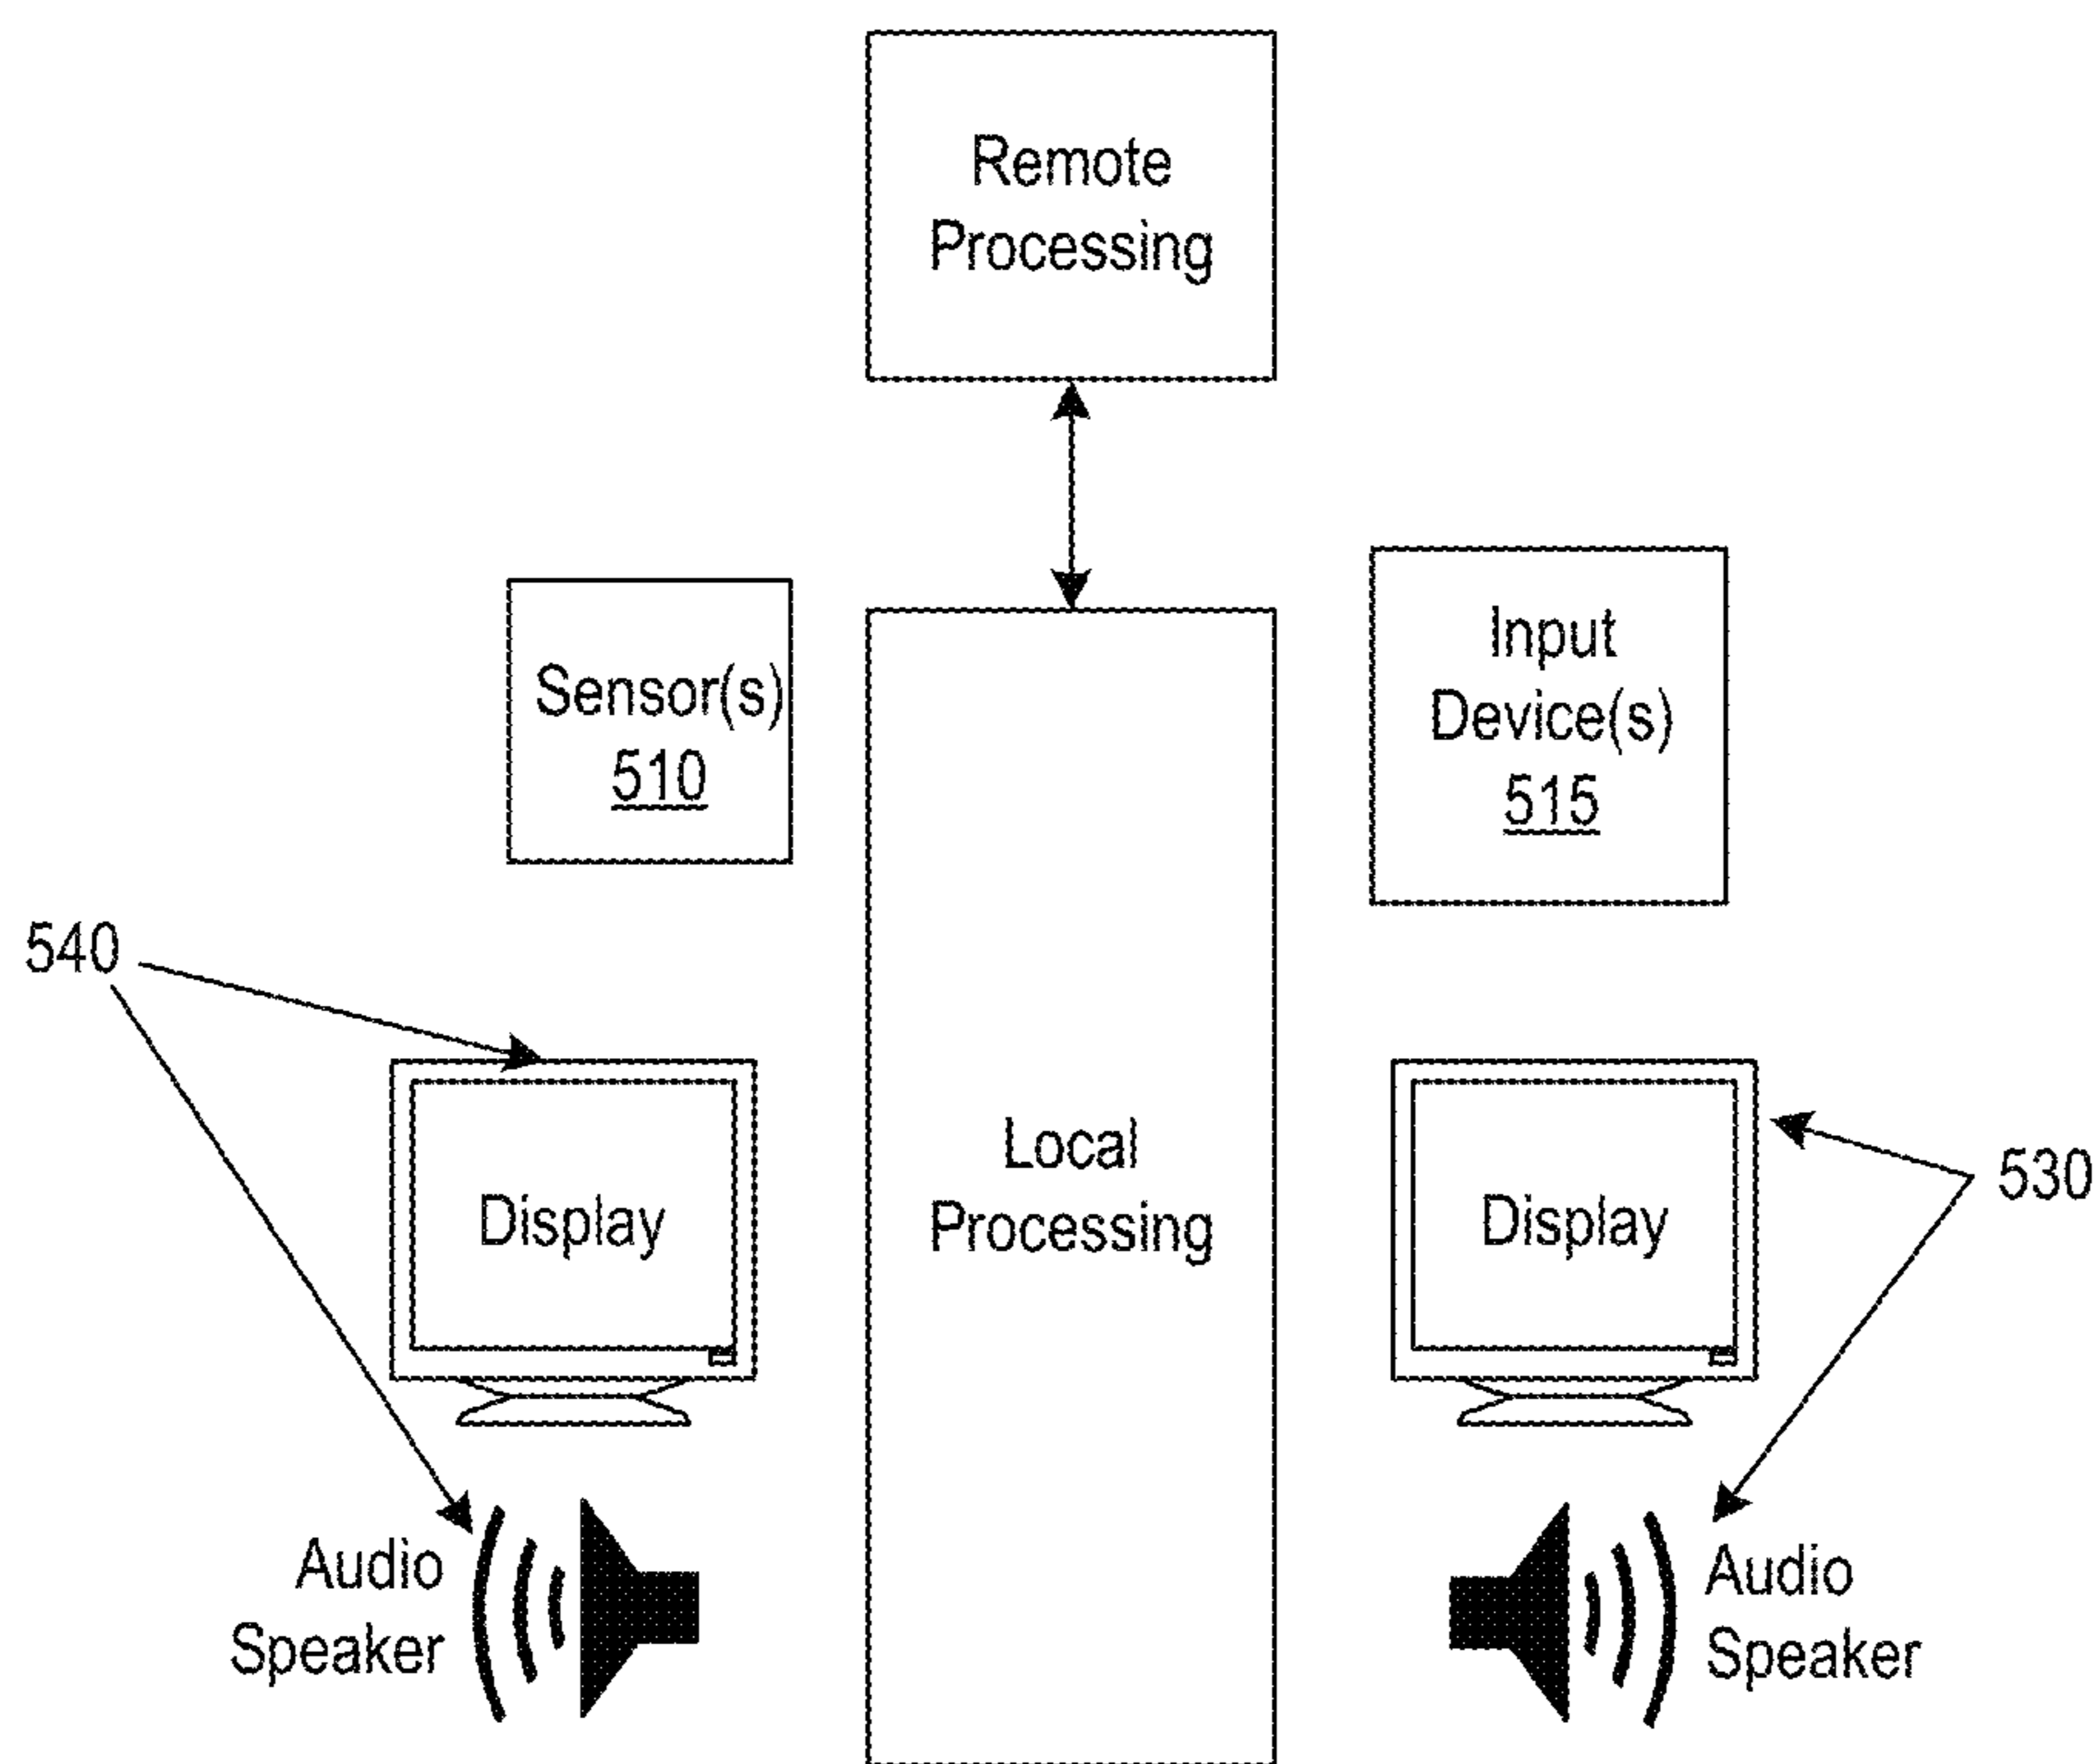 Remote
Processing
Sensor(s)
510
Input
Device(s)
515
540
Display
Local
Processing
Display
530
Audio
Speaker
Audio
Speaker